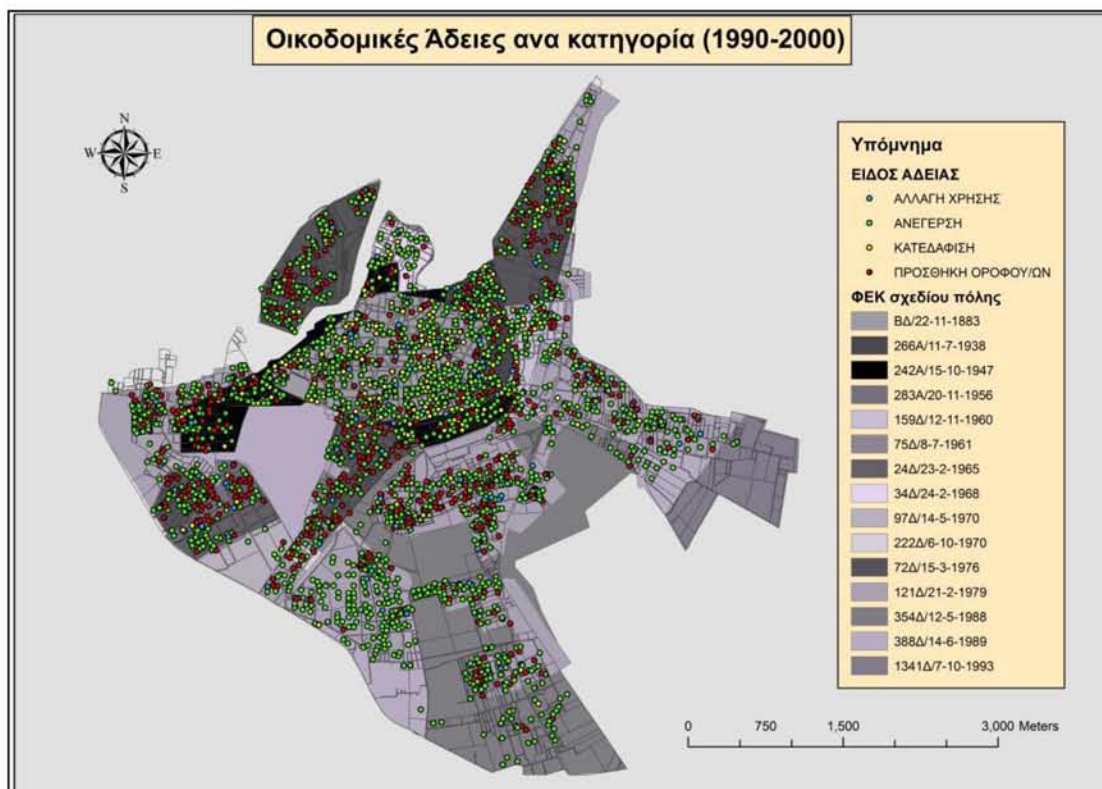 Οικοδομικές Άδειες ανα κατηγορία (1990-2000)
N
W E
S
Υπόμνημα
ΕΙΔΟΣ ΑΔΕΙΑΣ
ΑΛΛΑΓΗ ΧΡΗΣΗΣ
ΑΝΕΓΕΡΣΗ
ΚΑΤΕΔΑΦΙΣΗ
ΠΡΟΣΘΗΚΗ ΟΡΟΦΟΥ/ΩΝ
ΦΕΚ σχεδίου πόλης
ΒΔ/22-11-1883
266Α/11-7-1938
242Α/15-10-1947
283Α/20-11-1956
159Δ/12-11-1960
75Δ/8-7-1961
24Δ/23-2-1965
34Δ/24-2-1968
97Δ/14-5-1970
222Δ/6-10-1970
72Δ/15-3-1976
121Δ/21-2-1979
354Δ/12-5-1988
388Δ/14-6-1989
1341Δ/7-10-1993
0 750 1,500 3,000 Meters